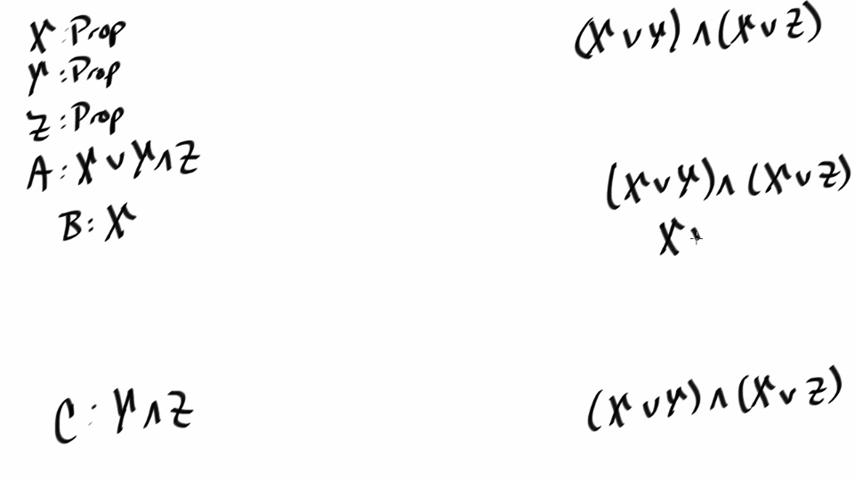 X : Prop
(X ∨ Y) ∧ (X ∨ Z)
Y : Prop
Z : Prop
A : X ∨ Y ∧ Z
(X ∨ Y) ∧ (X ∨ Z)
B : X
X
C : Y ∧ Z
(X ∨ Y) ∧ (X ∨ Z)